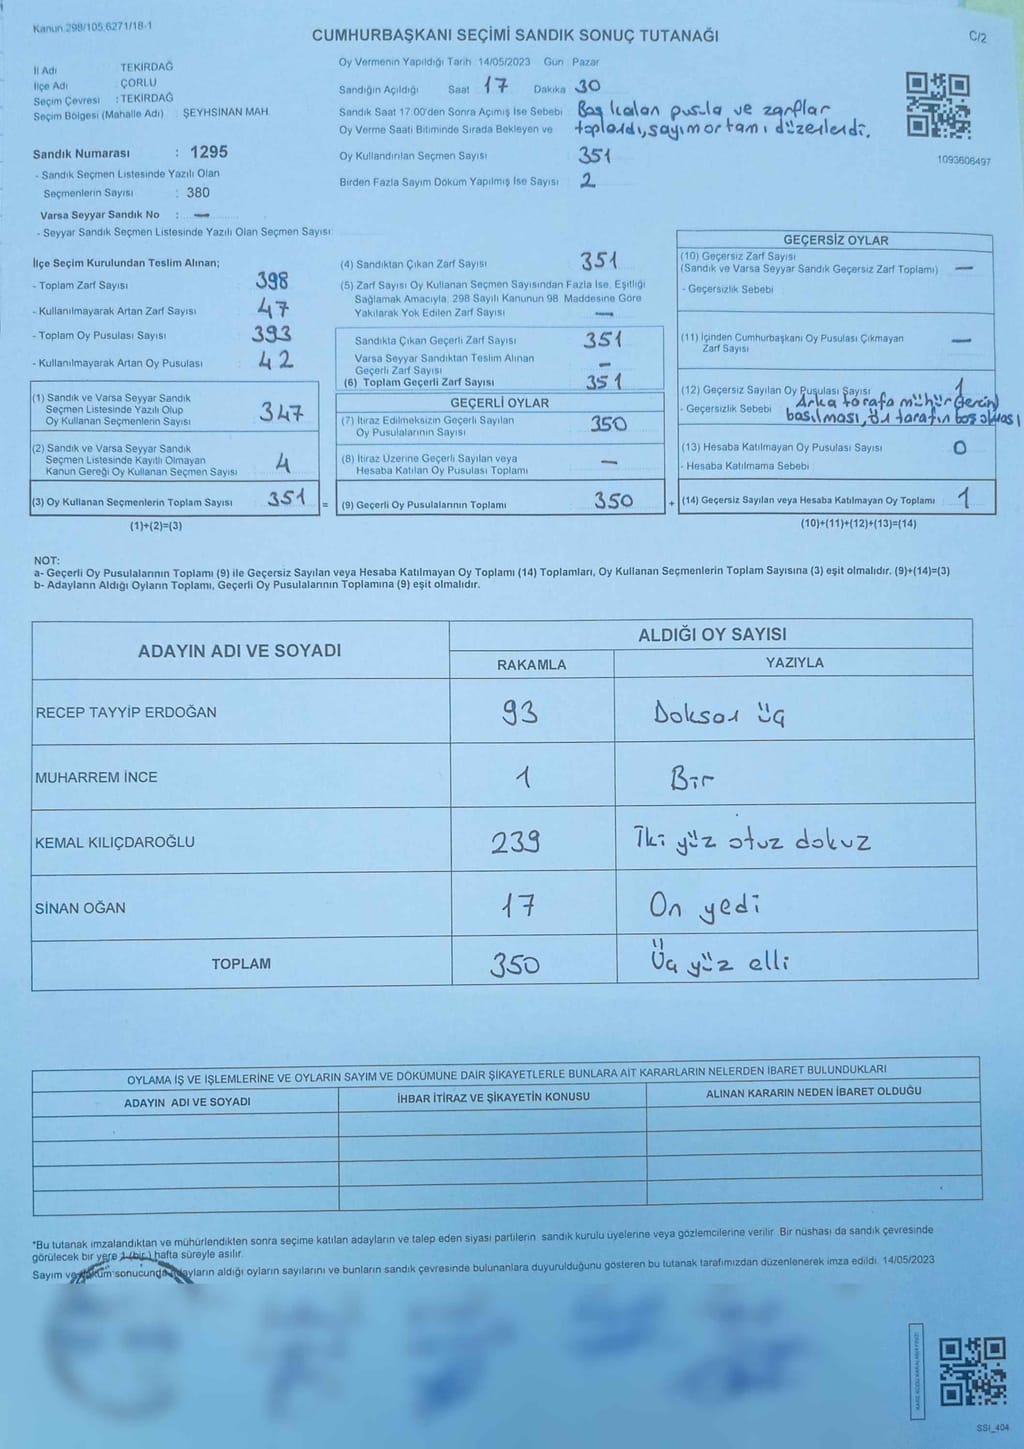 Kanun 298/105,6271/18-1
CUMHURBAŞKANI SEÇİMİ SANDIK SONUÇ TUTANAĞI
C/2
İl Adı TEKİRDAĞ
İlçe Adı ÇORLU
Seçim Çevresi : TEKİRDAĞ
Seçim Bölgesi (Mahalle Adı) ŞEYHSİNAN MAH
Sandık Numarası : 1295
- Sandık Seçmen Listesinde Yazılı Olan
Seçmenlerin Sayısı : 380
Varsa Seyyar Sandık No : —
- Seyyar Sandık Seçmen Listesinde Yazılı Olan Seçmen Sayısı
Oy Vermenin Yapıldığı Tarih 14/05/2023 Gün Pazar
Sandığın Açıldığı Saat 17 Dakika 30
Sandık Saat 17:00'den Sonra Açımış İse Sebebi Boş kalan pusula ve zarflar
Oy Verme Saati Bitiminde Sırada Bekleyen ve toplandı, sayım ortamı düzenlendi.
Oy Kullandırılan Seçmen Sayısı 351
Birden Fazla Sayım Döküm Yapılmış İse Sayısı 2
1093606497
İlçe Seçim Kurulundan Teslim Alınan;
- Toplam Zarf Sayısı 398
- Kullanılmayarak Artan Zarf Sayısı 47
- Toplam Oy Pusulası Sayısı 393
- Kullanılmayarak Artan Oy Pusulası 42
(1) Sandık ve Varsa Seyyar Sandık
Seçmen Listesinde Yazılı Olup
Oy Kullanan Seçmenlerin Sayısı 347
(2) Sandık ve Varsa Seyyar Sandık
Seçmen Listesinde Kayıtlı Olmayan
Kanun Gereği Oy Kullanan Seçmen Sayısı 4
(3) Oy Kullanan Seçmenlerin Toplam Sayısı 351 =
(1)+(2)=(3)
(4) Sandıktan Çıkan Zarf Sayısı 351
(5) Zarf Sayısı Oy Kullanan Seçmen Sayısından Fazla İse, Eşitliği
Sağlamak Amacıyla, 298 Sayılı Kanunun 98. Maddesine Göre
Yakılarak Yok Edilen Zarf Sayısı —
Sandıkta Çıkan Geçerli Zarf Sayısı 351
Varsa Seyyar Sandıktan Teslim Alınan
Geçerli Zarf Sayısı —
(6) Toplam Geçerli Zarf Sayısı 351
GEÇERLİ OYLAR
(7) İtiraz Edilmeksizin Geçerli Sayılan
Oy Pusulalarının Sayısı 350
(8) İtiraz Üzerine Geçerli Sayılan veya
Hesaba Katılan Oy Pusulası Toplamı —
(9) Geçerli Oy Pusulalarının Toplamı 350 +
GEÇERSİZ OYLAR
(10) Geçersiz Zarf Sayısı
(Sandık ve Varsa Seyyar Sandık Geçersiz Zarf Toplamı) —
- Geçersizlik Sebebi
(11) İçinden Cumhurbaşkanı Oy Pusulası Çıkmayan
Zarf Sayısı —
(12) Geçersiz Sayılan Oy Pusulası Sayısı 1
- Geçersizlik Sebebi Arka tarafa mühür
basılması, ön tarafın boş olması
(13) Hesaba Katılmayan Oy Pusulası Sayısı 0
- Hesaba Katılmama Sebebi
(14) Geçersiz Sayılan veya Hesaba Katılmayan Oy Toplamı 1
(10)+(11)+(12)+(13)=(14)
NOT:
a- Geçerli Oy Pusulalarının Toplamı (9) ile Geçersiz Sayılan veya Hesaba Katılmayan Oy Toplamı (14) Toplamları, Oy Kullanan Seçmenlerin Toplam Sayısına (3) eşit olmalıdır. (9)+(14)=(3)
b- Adayların Aldığı Oyların Toplamı, Geçerli Oy Pusulalarının Toplamına (9) eşit olmalıdır.
ADAYIN ADI VE SOYADI ALDIĞI OY SAYISI
RAKAMLA YAZIYLA
RECEP TAYYİP ERDOĞAN 93 Doksan üç
MUHARREM İNCE 1 Bir
KEMAL KILIÇDAROĞLU 239 İki yüz otuz dokuz
SİNAN OĞAN 17 On yedi
TOPLAM 350 Üç yüz elli
OYLAMA İŞ VE İŞLEMLERİNE VE OYLARIN SAYIM VE DÖKÜMÜNE DAİR ŞİKAYETLERLE BUNLARA AİT KARARLARIN NELERDEN İBARET BULUNDUKLARI
ADAYIN ADI VE SOYADI İHBAR İTİRAZ VE ŞİKAYETİN KONUSU ALINAN KARARIN NEDEN İBARET OLDUĞU
*Bu tutanak imzalandıktan ve mühürlendikten sonra seçime katılan adayların ve talep eden siyasi partilerin sandık kurulu üyelerine veya gözlemcilerine verilir. Bir nüshası da sandık çevresinde
görülecek bir yere 1 (bir) hafta süreyle asılır.
Sayım ve döküm sonucunda adayların aldığı oyların sayılarını ve bunların sandık çevresinde bulunanlara duyurulduğunu gösteren bu tutanak tarafımızdan düzenlenerek imza edildi. 14/05/2023
SSI_404